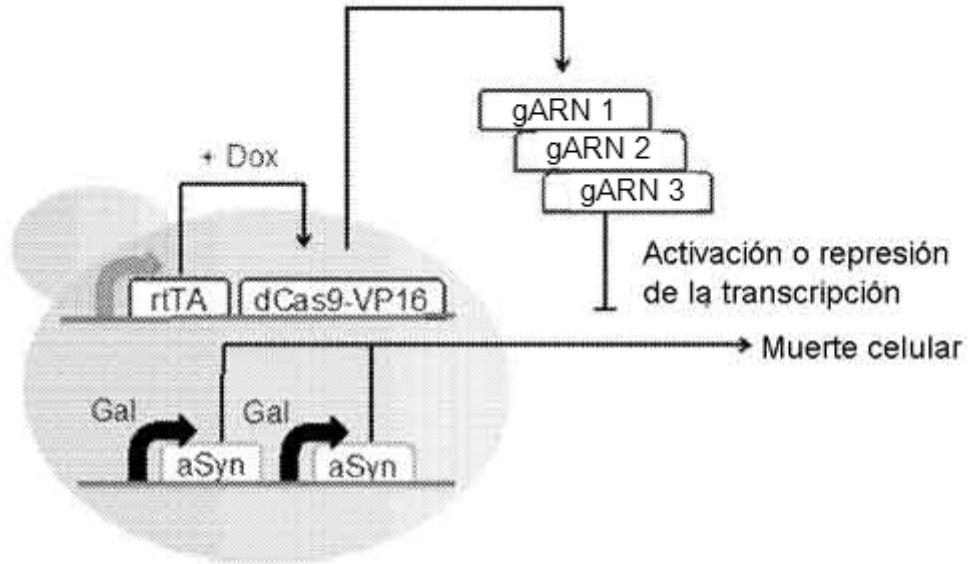 gARN 1
gARN 2
gARN 3
+ Dox
Activación o represión
de la transcripción
rtTA dCas9-VP16
Muerte celular
Gal Gal
aSyn aSyn